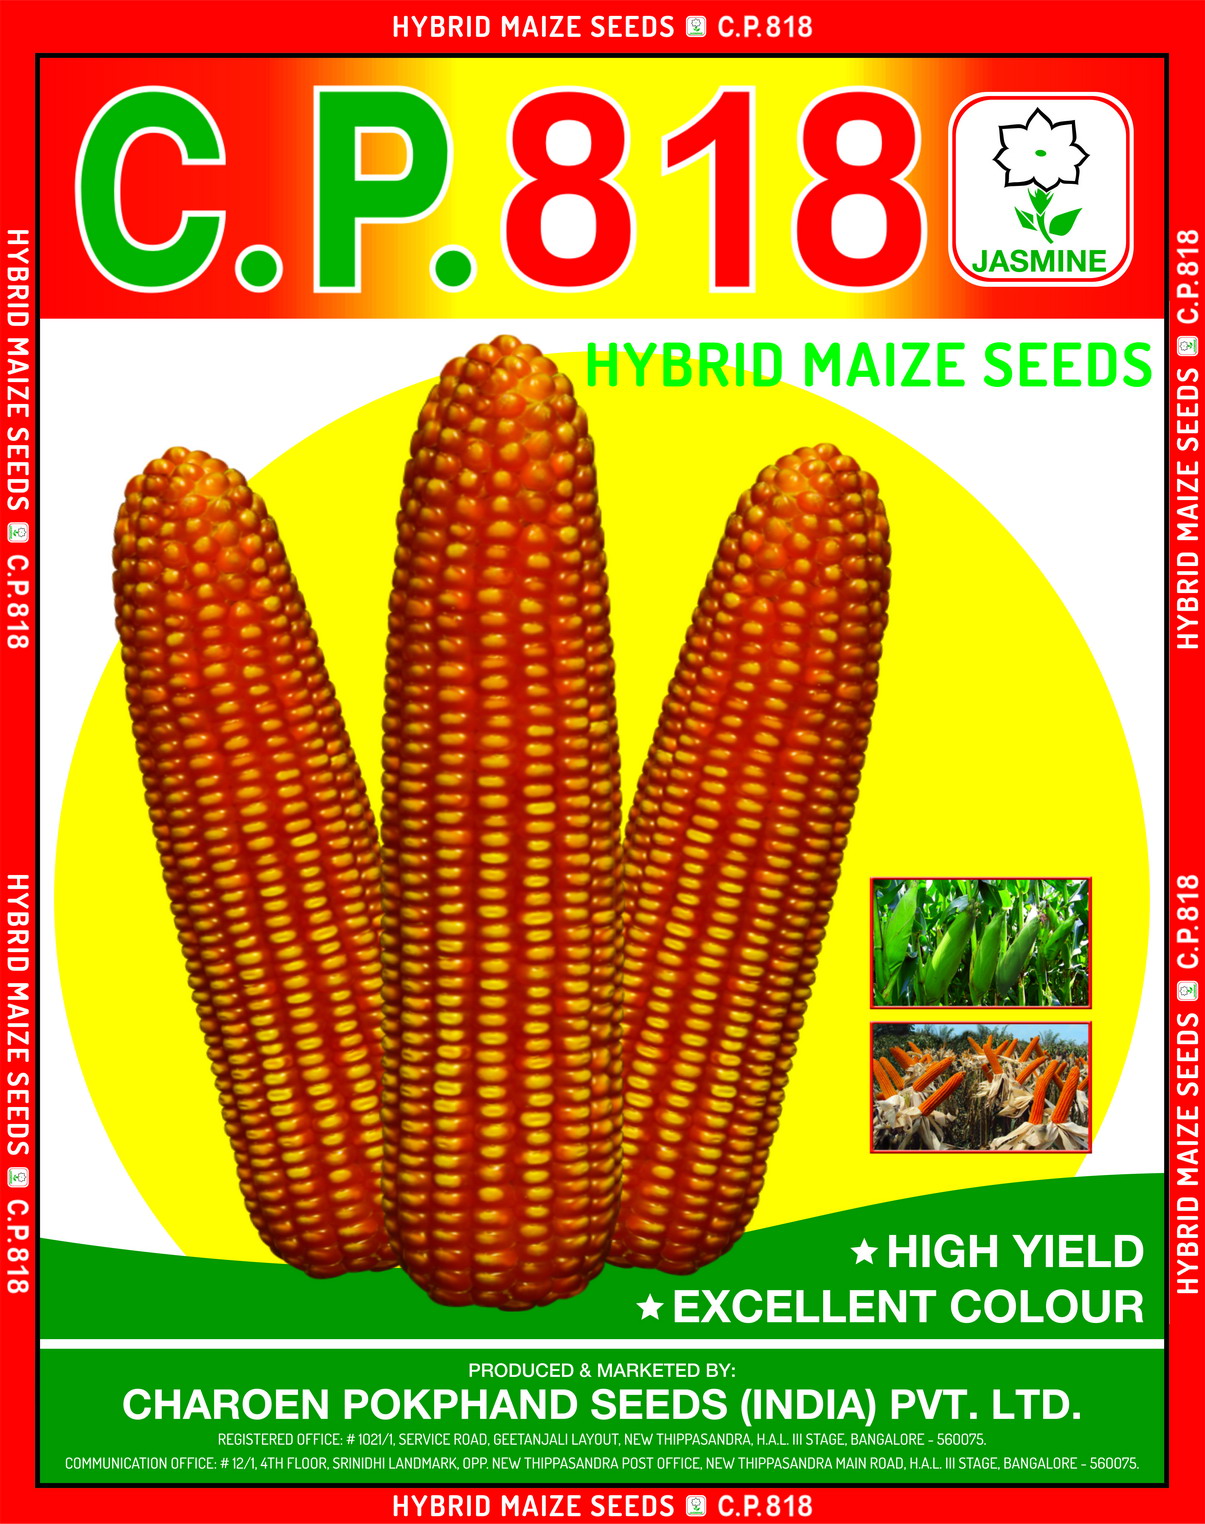 HYBRID MAIZE SEEDS C.P.818
C.P.818
JASMINE
HYBRID MAIZE SEEDS
HYBRID MAIZE SEEDS C.P.818
HYBRID MAIZE SEEDS C.P.818
HYBRID MAIZE SEEDS C.P.818
HYBRID MAIZE SEEDS C.P.818
HIGH YIELD
EXCELLENT COLOUR
PRODUCED & MARKETED BY:
CHAROEN POKPHAND SEEDS (INDIA) PVT. LTD.
REGISTERED OFFICE: # 1021/1, SERVICE ROAD, GEETANJALI LAYOUT, NEW THIPPASANDRA, H.A.L. III STAGE, BANGALORE - 560075.
COMMUNICATION OFFICE: # 12/1, 4TH FLOOR, SRINIDHI LANDMARK, OPP. NEW THIPPASANDRA POST OFFICE, NEW THIPPASANDRA MAIN ROAD, H.A.L. III STAGE, BANGALORE - 560075.
HYBRID MAIZE SEEDS C.P.818